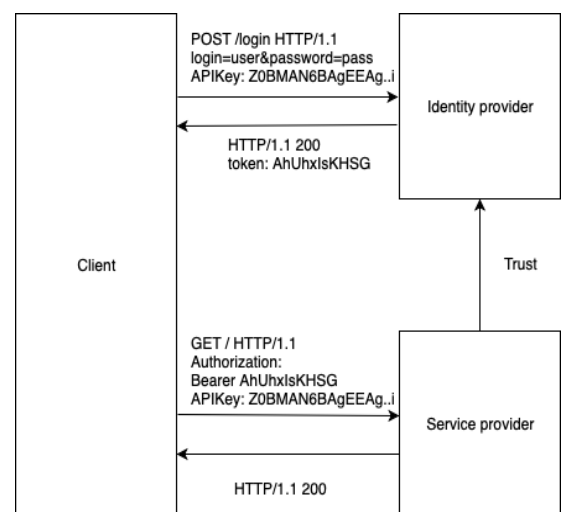 POST /login HTTP/1.1
login=user&password=pass
APIKey: Z0BMAN6BAgEEAg..i
Identity provider
HTTP/1.1 200
token: AhUhxIsKHSG
Client
Trust
GET / HTTP/1.1
Authorization:
Bearer AhUhxIsKHSG
APIKey: Z0BMAN6BAgEEAg..i
Service provider
HTTP/1.1 200